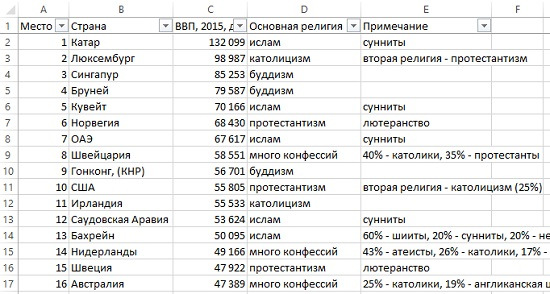 A B C D E F
1 Место Страна ВВП, 2015, д Основная религия Примечание
2 1 Катар 132 099 ислам сунниты
3 2 Люксембург 98 987 католицизм вторая религия - протестантизм
4 3 Сингапур 85 253 буддизм
5 4 Бруней 79 587 буддизм
6 5 Кувейт 70 166 ислам сунниты
7 6 Норвегия 68 430 протестантизм лютеранство
8 7 ОАЭ 67 617 ислам сунниты
9 8 Швейцария 58 551 много конфессий 40% - католики, 35% - протестанты
10 9 Гонконг, (КНР) 56 701 буддизм
11 10 США 55 805 протестантизм вторая религия - католицизм (25%)
12 11 Ирландия 55 533 католицизм
13 12 Саудовская Аравия 53 624 ислам сунниты
14 13 Бахрейн 50 095 ислам 60% - шииты, 20% - сунниты, 20% - не
15 14 Нидерланды 49 166 много конфессий 43% - атеисты, 26% - католики, 17% -
16 15 Швеция 47 922 протестантизм лютеранство
17 16 Австралия 47 389 много конфессий 25% - католики, 19% - англиканская ц